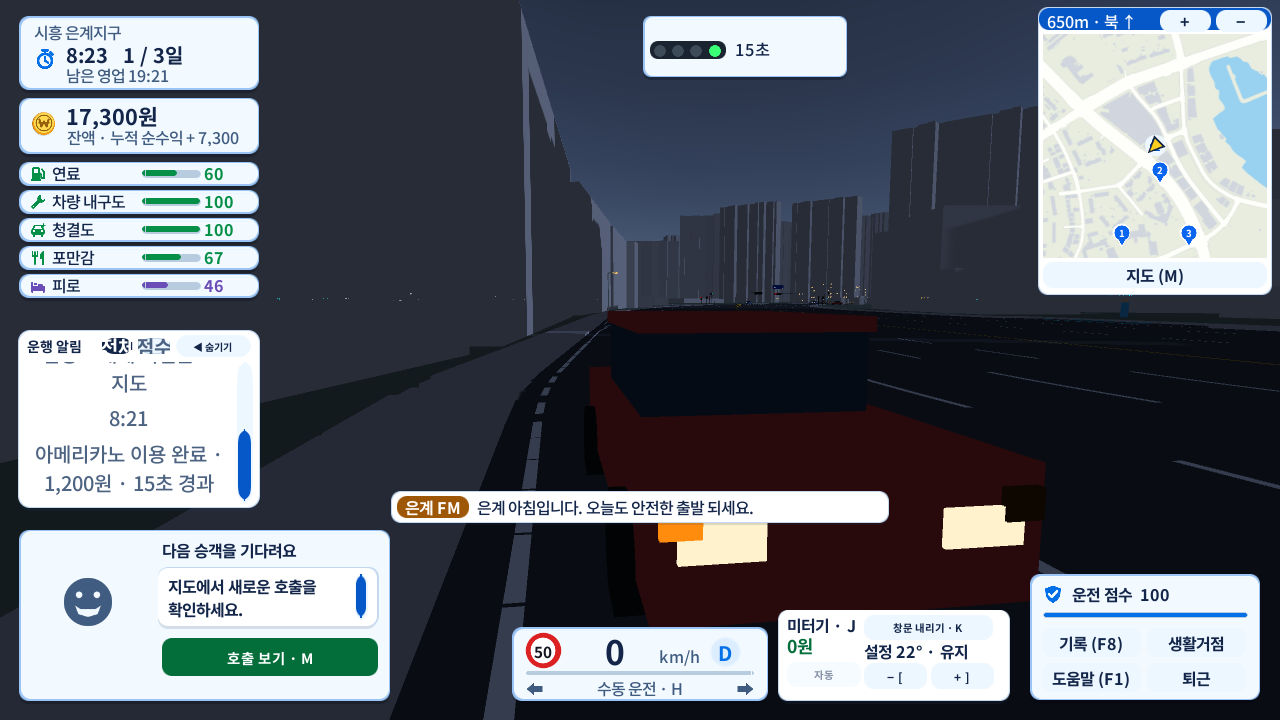 시흥 은계지구
8:23 1 / 3일
남은 영업 19:21
17,300원
잔액 · 누적 순수익 + 7,300
연료 60
차량 내구도 100
청결도 100
포만감 67
피로 46
15초
650m · 북 ↑ + −
2
1
3
지도 (M)
운행 알림 점수 ◀ 숨기기
지도
8:21
아메리카노 이용 완료 ·
1,200원 · 15초 경과
은계 FM 은계 아침입니다. 오늘도 안전한 출발 되세요.
다음 승객을 기다려요
지도에서 새로운 호출을
확인하세요.
호출 보기 · M
50 0 km/h D
수동 운전 · H
미터기 · J 창문 내리기 · K
0원 설정 22° · 유지
자동 − [ + ]
운전 점수 100
기록 (F8) 생활거점
도움말 (F1) 퇴근